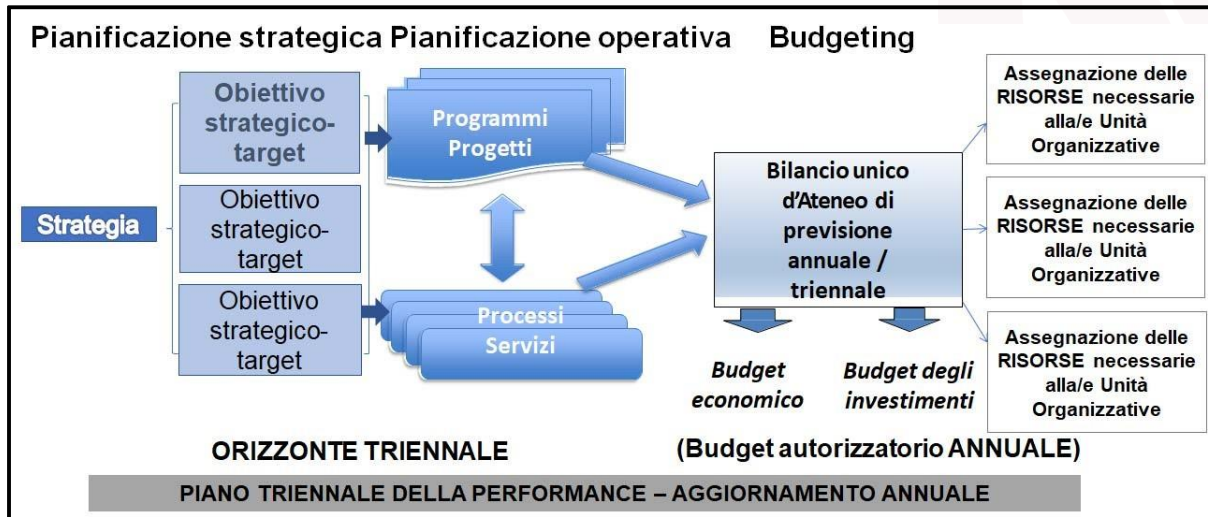 Pianificazione strategica Pianificazione operativa Budgeting
Strategia
Obiettivo
strategico-
target
Obiettivo
strategico-
target
Obiettivo
strategico-
target
Programmi
Progetti
Processi
Servizi
Bilancio unico
d'Ateneo di
previsione
annuale /
triennale
Budget
economico
Budget degli
investimenti
Assegnazione delle
RISORSE necessarie
alla/e Unità
Organizzative
Assegnazione delle
RISORSE necessarie
alla/e Unità
Organizzative
Assegnazione delle
RISORSE necessarie
alla/e Unità
Organizzative
ORIZZONTE TRIENNALE
(Budget autorizzatorio ANNUALE)
PIANO TRIENNALE DELLA PERFORMANCE – AGGIORNAMENTO ANNUALE